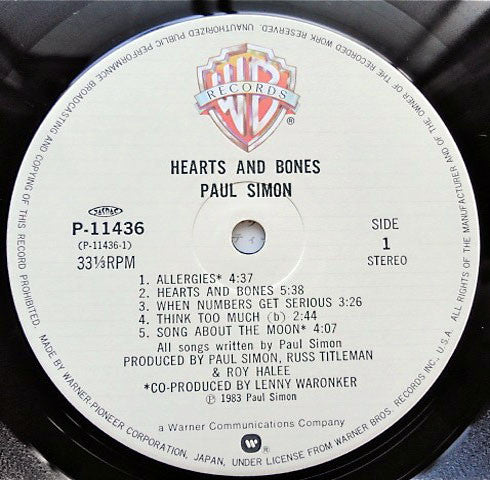 RECORDS
WB
®
HEARTS AND BONES
PAUL SIMON
JASRAC
P-11436
(P-11436-1)
33⅓RPM
SIDE
1
STEREO
1. ALLERGIES* 4:37
2. HEARTS AND BONES 5:38
3. WHEN NUMBERS GET SERIOUS 3:26
4. THINK TOO MUCH (b) 2:44
5. SONG ABOUT THE MOON* 4:07
All songs written by Paul Simon
PRODUCED BY PAUL SIMON, RUSS TITLEMAN
& ROY HALEE
*CO-PRODUCED BY LENNY WARONKER
Ⓟ 1983 Paul Simon
a Warner Communications Company
W ®
MADE BY WARNER-PIONEER CORPORATION, JAPAN, UNDER LICENSE FROM WARNER BROS. RECORDS INC., U.S.A. ALL RIGHTS OF THE MANUFACTURER AND OF THE OWNER OF THE RECORDED WORK RESERVED. UNAUTHORIZED PUBLIC PERFORMANCE BROADCASTING AND COPYING OF THIS RECORD PROHIBITED.